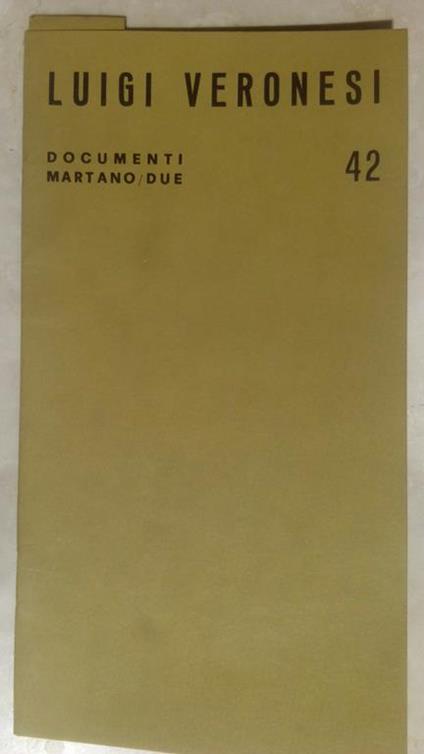 LUIGI VERONESI
DOCUMENTI
MARTANO/DUE 42